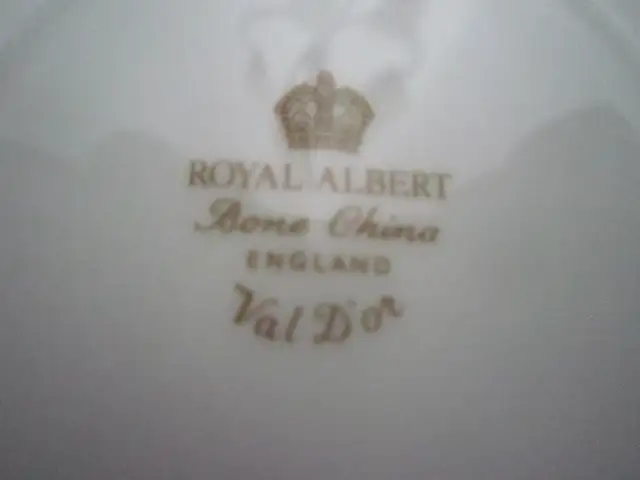 ROYAL ALBERT
Bone China
ENGLAND
Val D'or